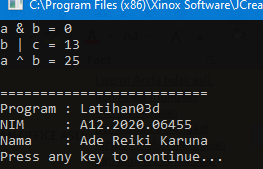 C:\Program Files (x86)\Xinox Software\JCrea
a & b = 0
b | c = 13
a ^ b = 25
===========================
Program : Latihan03d
NIM : A12.2020.06455
Nama : Ade Reiki Karuna
Press any key to continue...